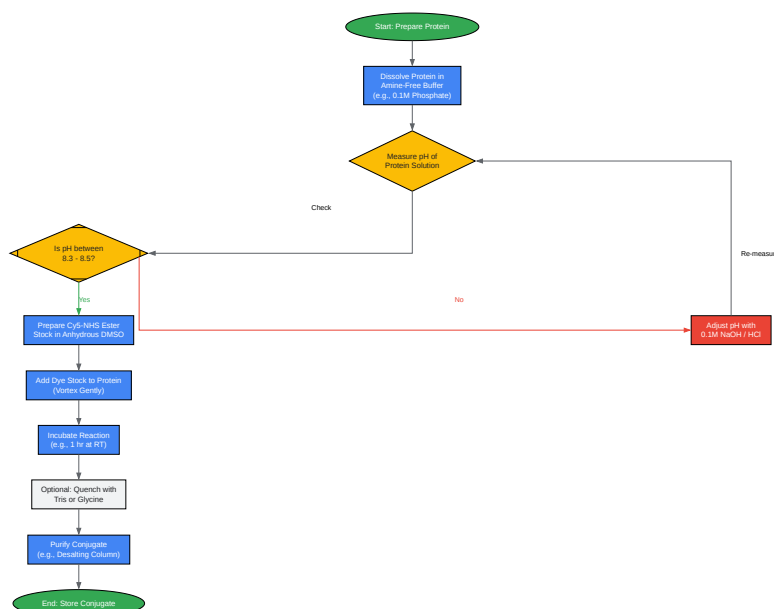 Start: Prepare Protein
Dissolve Protein in
Amine-Free Buffer
(e.g., 0.1M Phosphate)
Measure pH of
Protein Solution
Check
Is pH between
8.3 - 8.5?
Re-measur
Yes
No
Prepare Cy5-NHS Ester
Stock in Anhydrous DMSO
Adjust pH with
0.1M NaOH / HCl
Add Dye Stock to Protein
(Vortex Gently)
Incubate Reaction
(e.g., 1 hr at RT)
Optional: Quench with
Tris or Glycine
Purify Conjugate
(e.g., Desalting Column)
End: Store Conjugate